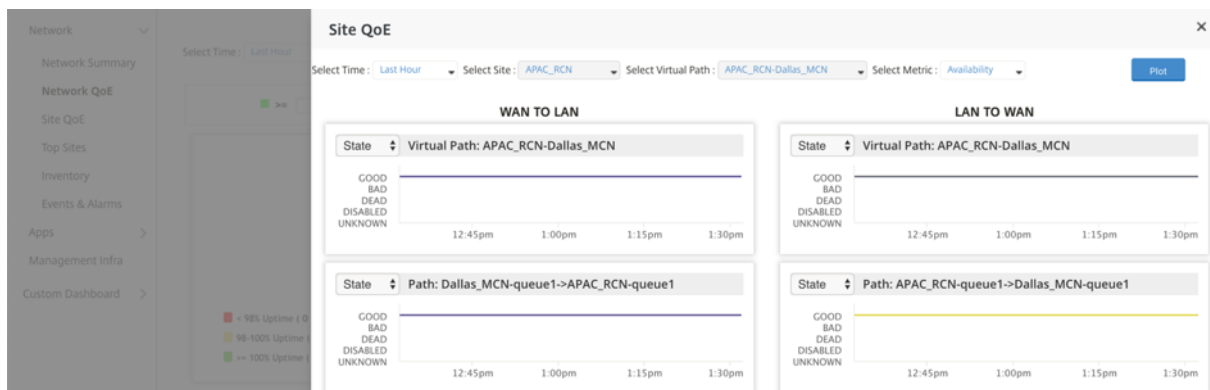 Network
Network Summary
Network QoE
Site QoE
Top Sites
Inventory
Events & Alarms
Apps
Management Infra
Custom Dashboard
Select Time : Last Hour
>=
< 98% Uptime ( 0
98-100% Uptime (
>= 100% Uptime (
Site QoE ×
Select Time : Last Hour Select Site : APAC_RCN Select Virtual Path : APAC_RCN-Dallas_MCN Select Metric : Availability Plot
WAN TO LAN
State Virtual Path: APAC_RCN-Dallas_MCN
GOOD
BAD
DEAD
DISABLED
UNKNOWN
12:45pm 1:00pm 1:15pm 1:30pm
State Path: Dallas_MCN-queue1->APAC_RCN-queue1
GOOD
BAD
DEAD
DISABLED
UNKNOWN
12:45pm 1:00pm 1:15pm 1:30pm
LAN TO WAN
State Virtual Path: APAC_RCN-Dallas_MCN
GOOD
BAD
DEAD
DISABLED
UNKNOWN
12:45pm 1:00pm 1:15pm 1:30pm
State Path: APAC_RCN-queue1->Dallas_MCN-queue1
GOOD
BAD
DEAD
DISABLED
UNKNOWN
12:45pm 1:00pm 1:15pm 1:30pm